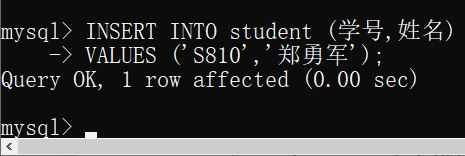 mysql> INSERT INTO student (学号,姓名)
    -> VALUES ('S810','郑勇军');
Query OK, 1 row affected (0.00 sec)
mysql>